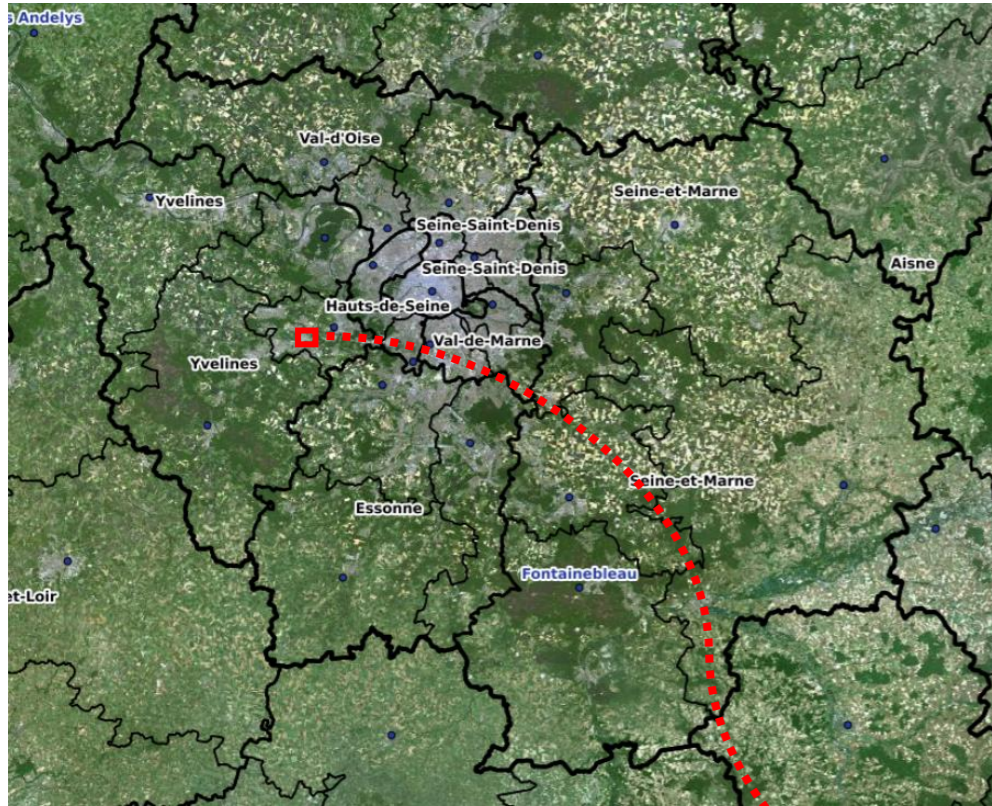 s Andelys
Val-d'Oise
Yvelines
Seine-et-Marne
Seine-Saint-Denis
Aisne
Seine-Saint-Denis
Hauts-de-Seine
Val-de-Marne
Yvelines
Seine-et-Marne
Essonne
Fontainebleau
et-Loir